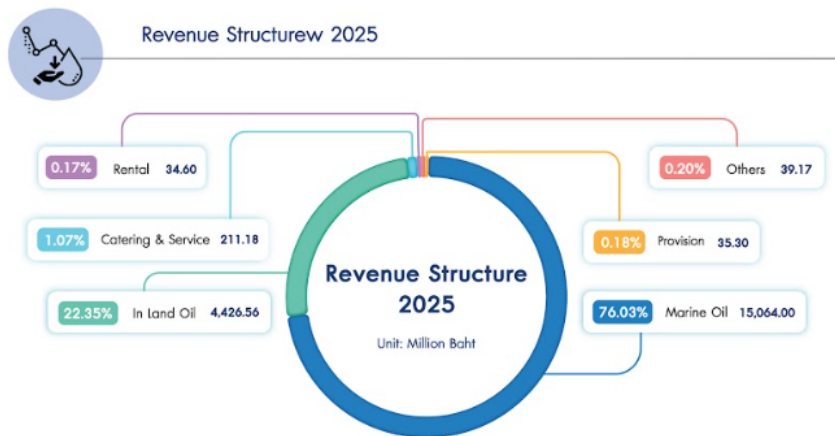 Revenue Structurew 2025
0.17% Rental 34.60
0.20% Others 39.17
1.07% Catering & Service 211.18
0.18% Provision 35.30
22.35% In Land Oil 4,426.56
Revenue Structure
2025
Unit: Million Baht
76.03% Marine Oil 15,064.00